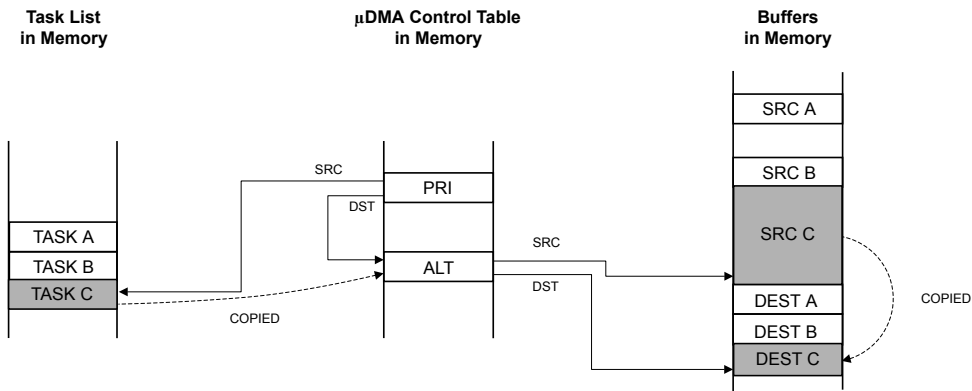 Task List
in Memory
μDMA Control Table
in Memory
Buffers
in Memory
SRC A
SRC B
SRC C
DEST A
DEST B
DEST C
COPIED
SRC
PRI
DST
ALT
SRC
DST
TASK A
TASK B
TASK C
COPIED